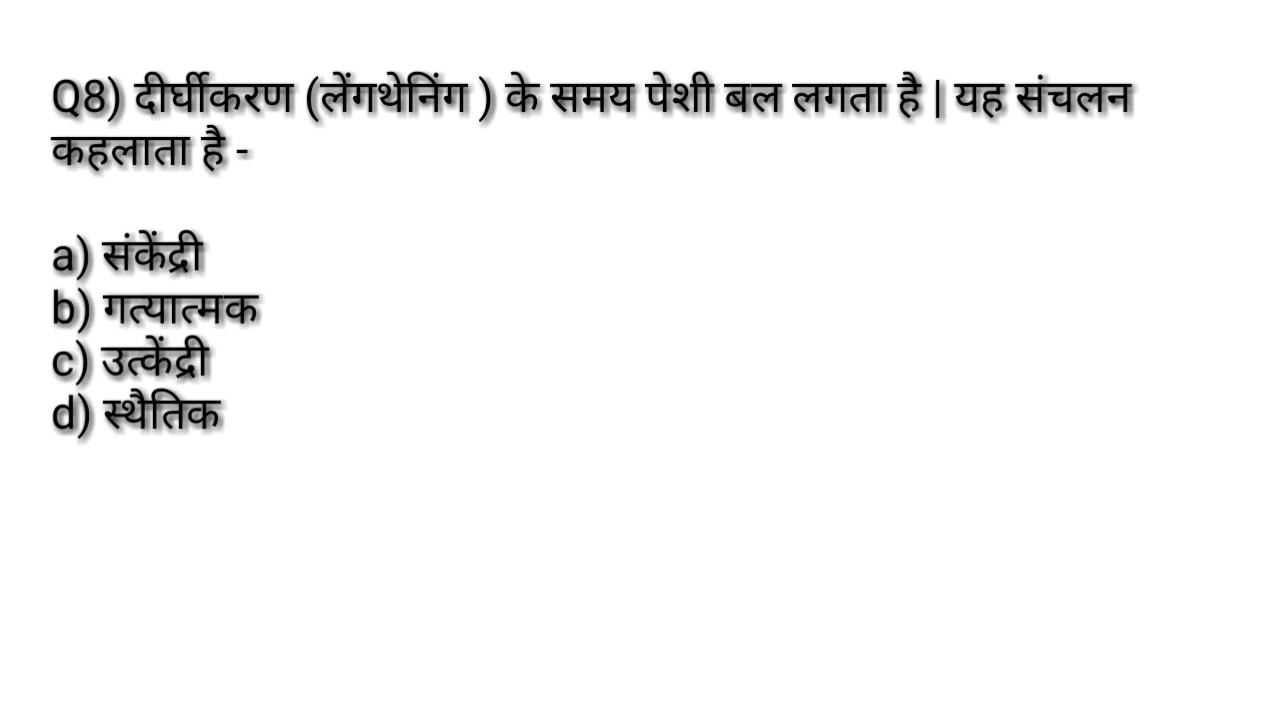 Q8) दीर्घीकरण (लेंगथेनिंग ) के समय पेशी बल लगता है | यह संचलन
कहलाता है -
a) संकेंद्री
b) गत्यात्मक
c) उत्केंद्री
d) स्थैतिक